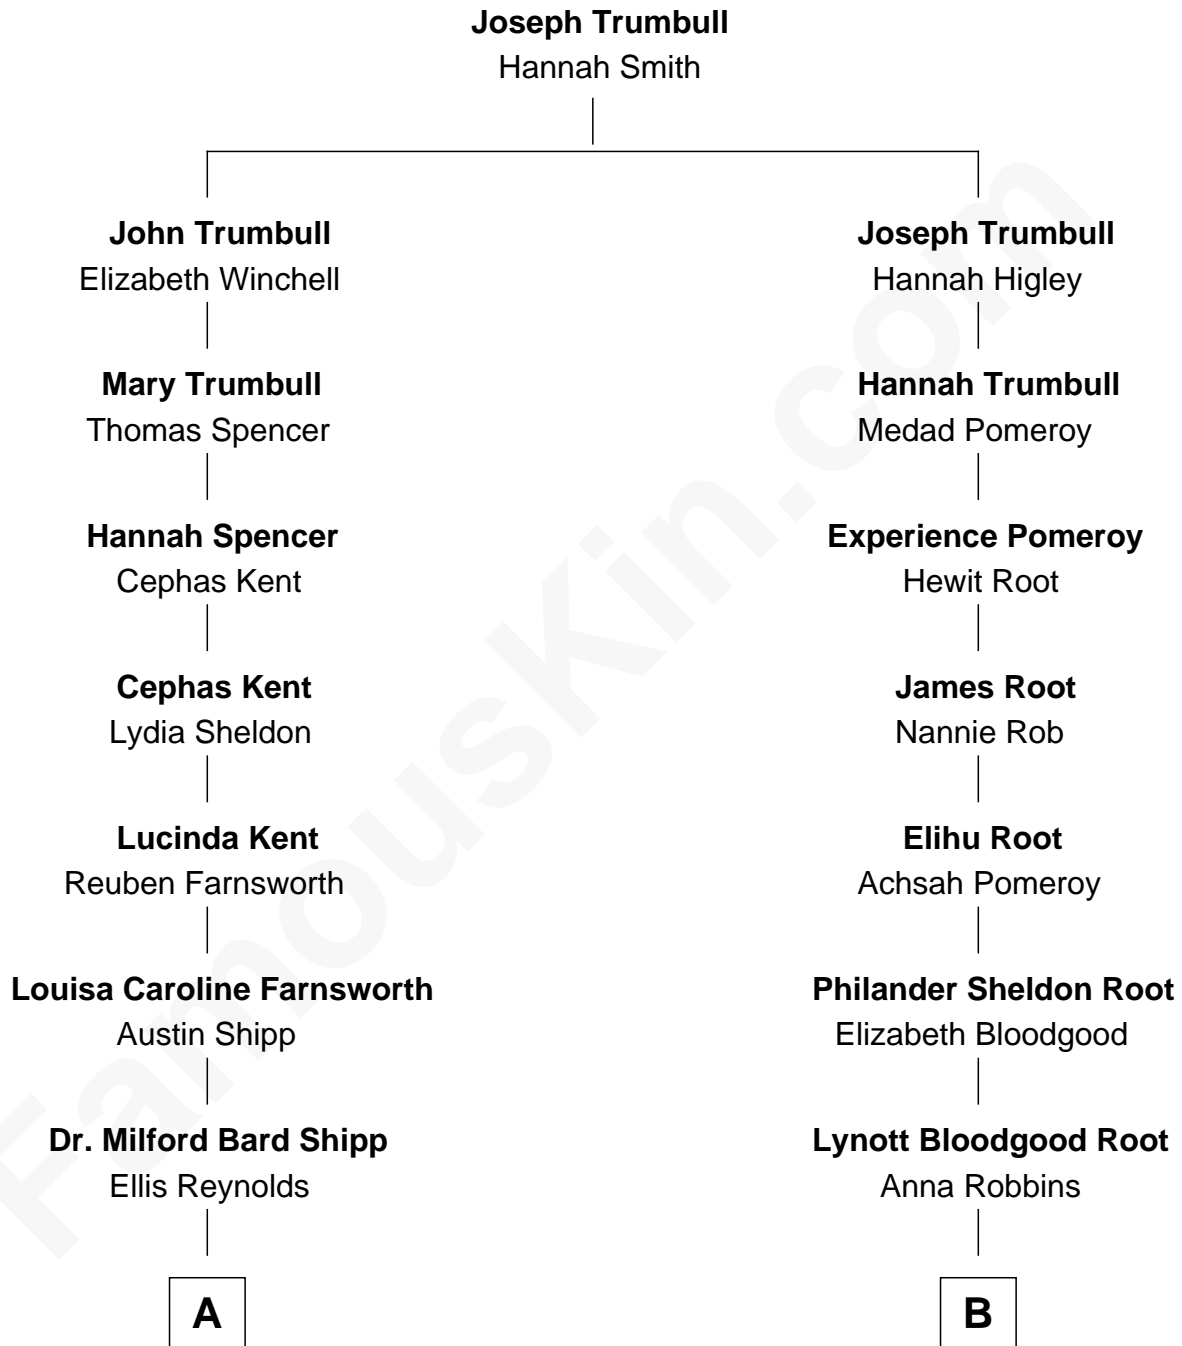 Joseph Trumbull
Hannah Smith
John Trumbull
Elizabeth Winchell
Joseph Trumbull
Hannah Higley
Mary Trumbull
Thomas Spencer
Hannah Trumbull
Medad Pomeroy
Hannah Spencer
Cephas Kent
Experience Pomeroy
Hewit Root
Cephas Kent
Lydia Sheldon
James Root
Nannie Rob
Lucinda Kent
Reuben Farnsworth
Elihu Root
Achsah Pomeroy
Louisa Caroline Farnsworth
Austin Shipp
Philander Sheldon Root
Elizabeth Bloodgood
Dr. Milford Bard Shipp
Ellis Reynolds
Lynott Bloodgood Root
Anna Robbins
A
B
FamousKin.com